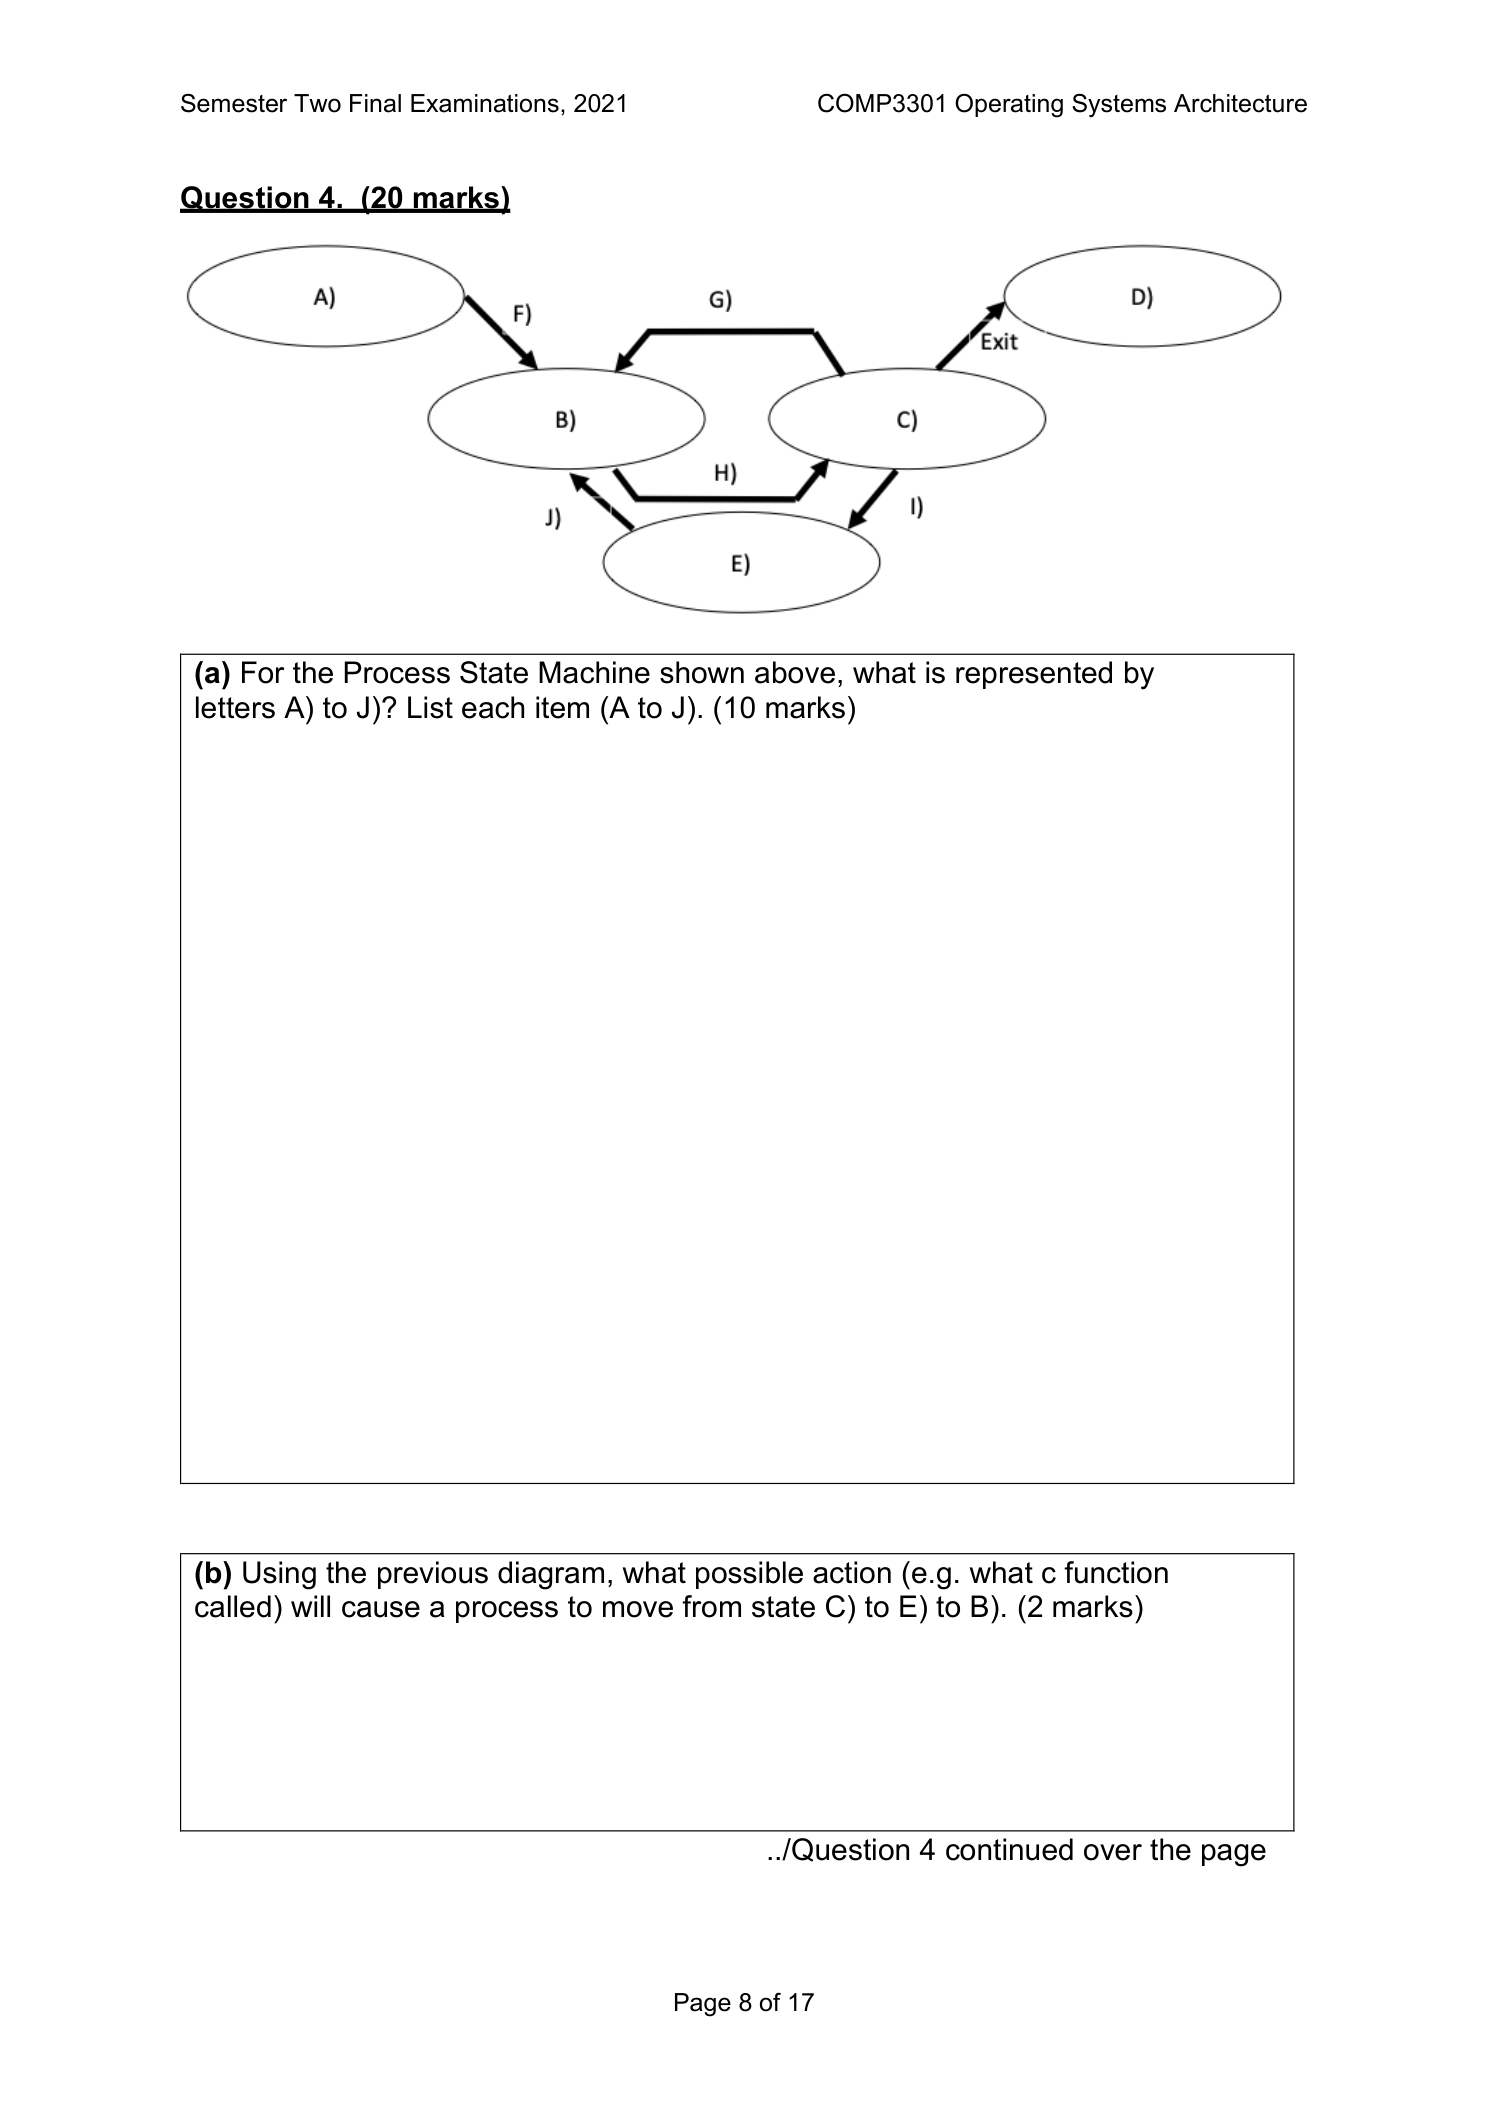 Semester Two Final Examinations, 2021 COMP3301 Operating Systems Architecture
Question 4. (20 marks)
A)
F)
G)
D)
Exit
B)
C)
H)
J)
I)
E)
(a) For the Process State Machine shown above, what is represented by
letters A) to J)? List each item (A to J). (10 marks)
(b) Using the previous diagram, what possible action (e.g. what c function
called) will cause a process to move from state C) to E) to B). (2 marks)
../Question 4 continued over the page
Page 8 of 17